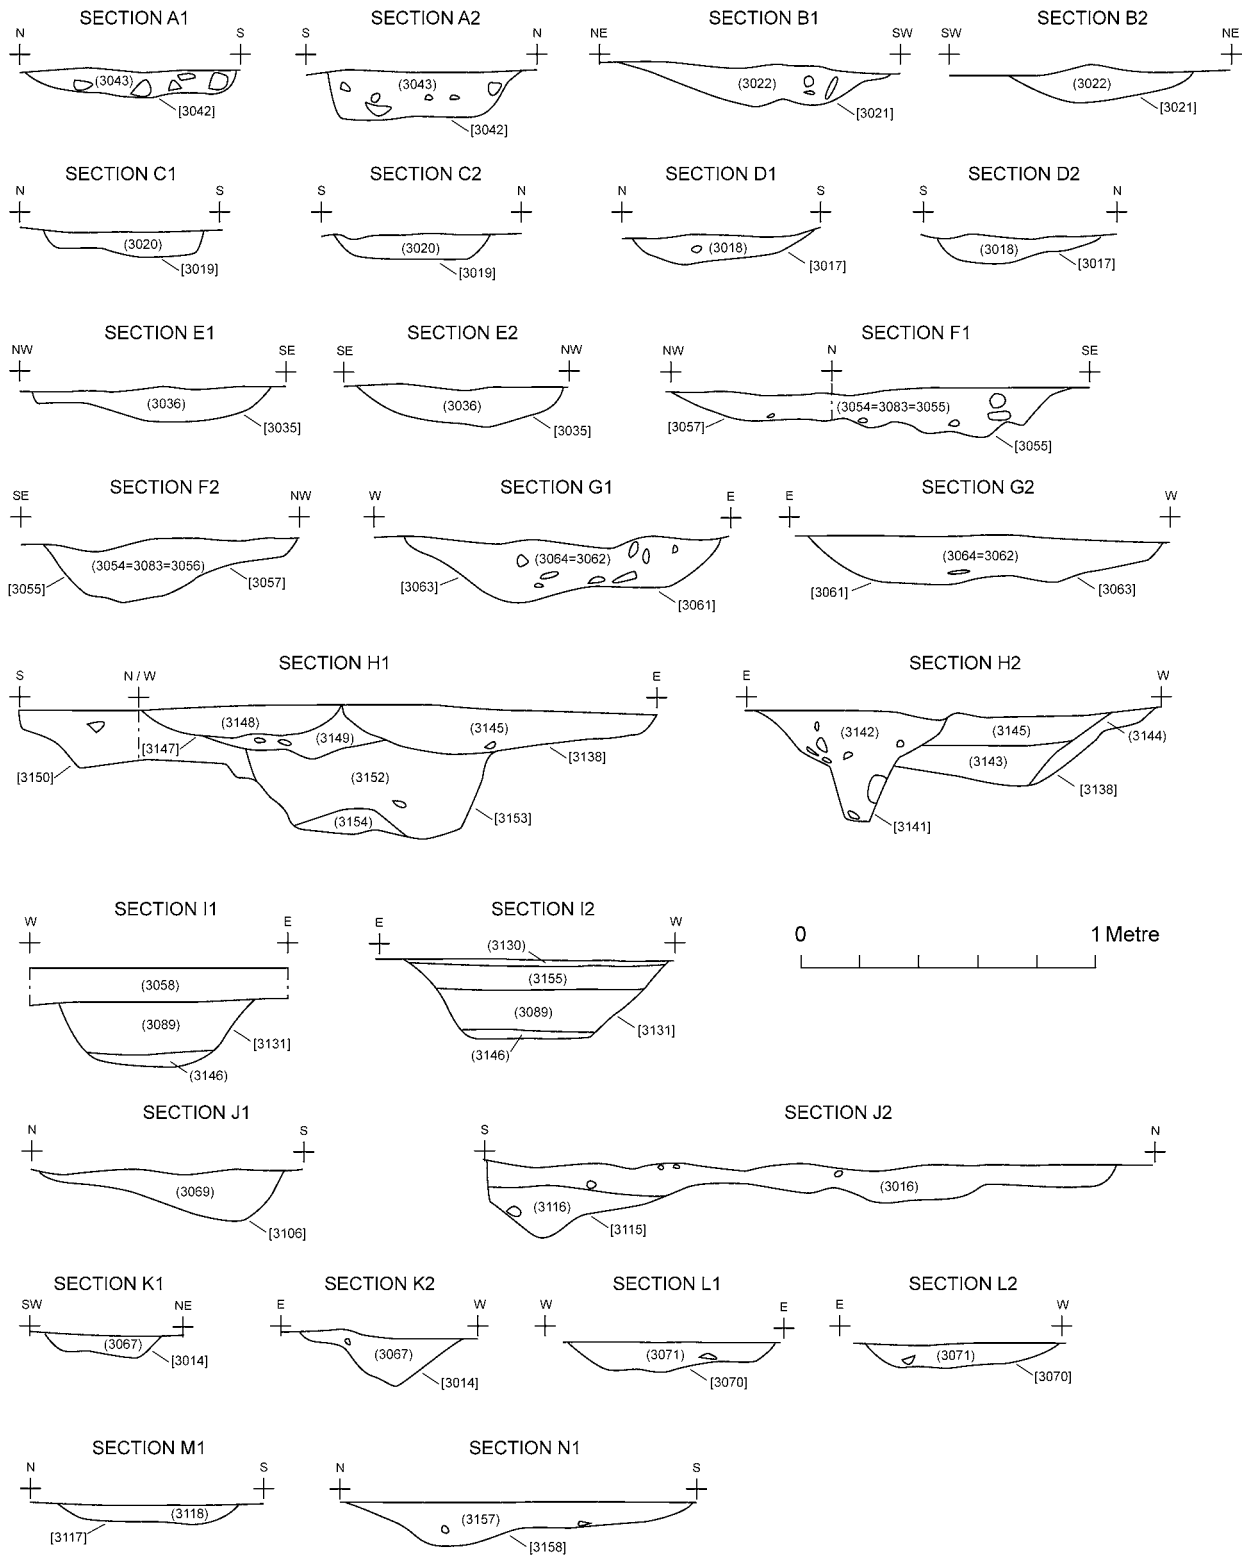 SECTION A1
SECTION A2
SECTION B1
SECTION B2
N S S N NE SW SW NE
(3043)
[3042]
(3043)
[3042]
(3022)
[3021]
(3022)
[3021]
SECTION C1
SECTION C2
SECTION D1
SECTION D2
N S S N N S S N
(3020)
[3019]
(3020)
[3019]
(3018)
[3017]
(3018)
[3017]
SECTION E1
SECTION E2
SECTION F1
NW SE SE NW NW N SE
(3036)
[3035]
(3036)
[3035]
(3054=3083=3055)
[3057]
[3055]
SECTION F2
SECTION G1
SECTION G2
SE NW W E E W
(3054=3083=3056)
[3055]
[3057]
(3064=3062)
[3063]
[3061]
(3064=3062)
[3061]
[3063]
SECTION H1
SECTION H2
S N / W E E W
(3148)
(3145)
[3147]
(3149)
[3138]
[3150]
(3152)
(3154)
[3153]
(3142)
(3145)
(3144)
(3143)
[3138]
[3141]
SECTION I1
SECTION I2
W E E W
0 1 Metre
(3058)
(3089)
[3131]
(3146)
(3130)
(3155)
(3089)
[3131]
(3146)
SECTION J1
SECTION J2
N S S N
(3069)
[3106]
(3016)
(3116)
[3115]
SECTION K1
SECTION K2
SECTION L1
SECTION L2
SW NE E W W E E W
(3067)
[3014]
(3067)
[3014]
(3071)
[3070]
(3071)
[3070]
SECTION M1
SECTION N1
N S N S
(3118)
[3117]
(3157)
[3158]